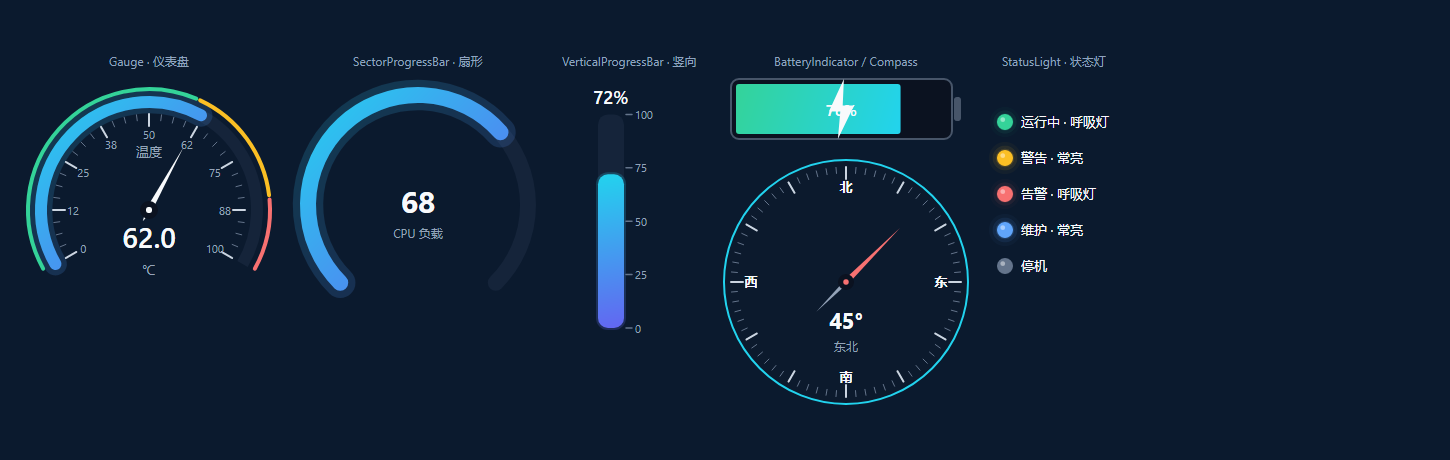 Gauge · 仪表盘
SectorProgressBar · 扇形
VerticalProgressBar · 竖向
BatteryIndicator / Compass
StatusLight · 状态灯
0
12
25
38
50
62
75
88
100
温度
62.0
℃
68
CPU 负载
72%
100
75
50
25
0
北
东
南
西
45°
东北
运行中 · 呼吸灯
警告 · 常亮
告警 · 呼吸灯
维护 · 常亮
停机